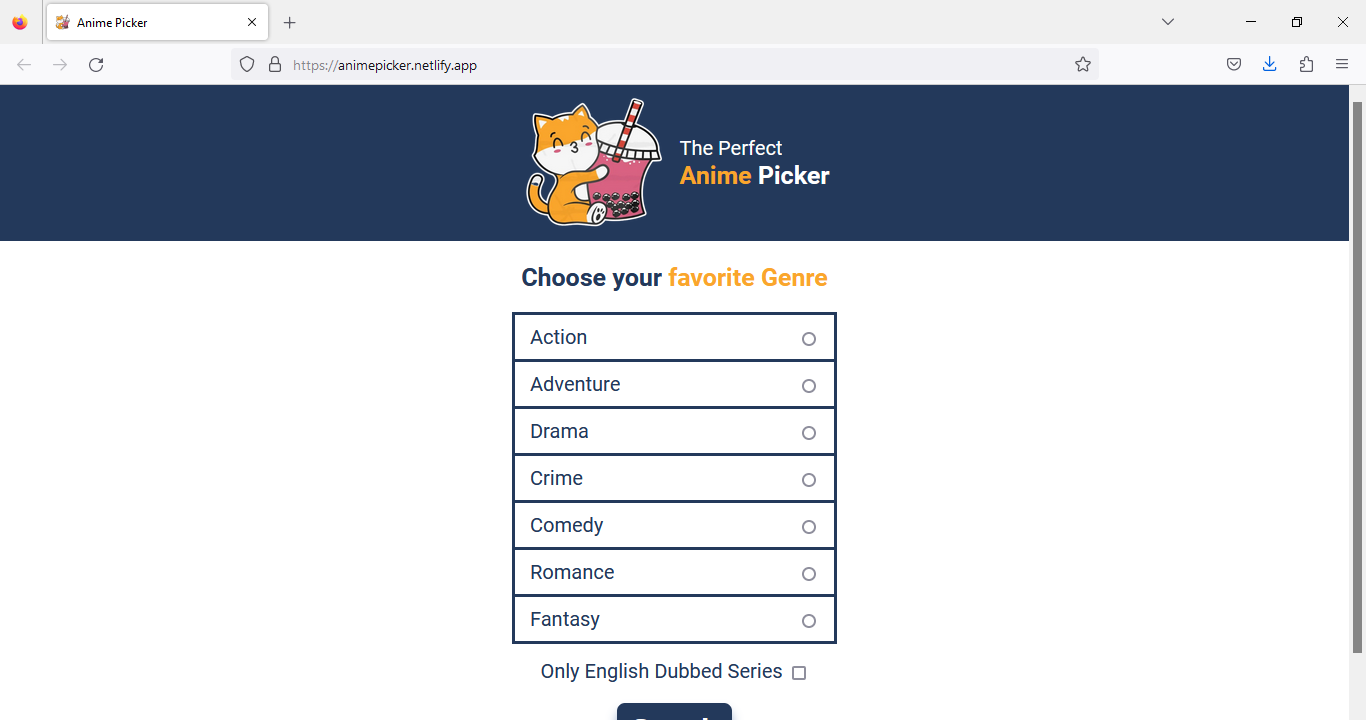 Anime Picker
https://animepicker.netlify.app
The Perfect
Anime Picker
Choose your favorite Genre
Action
Adventure
Drama
Crime
Comedy
Romance
Fantasy
Only English Dubbed Series